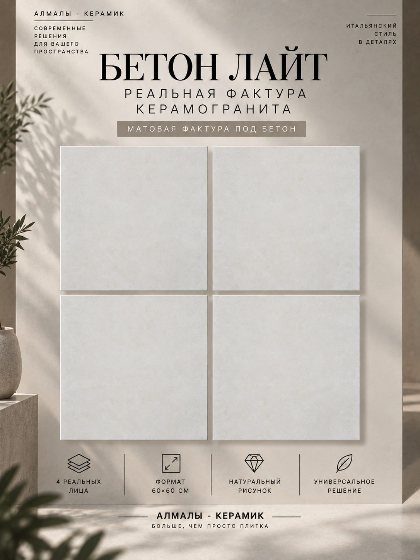 АЛМАЛЫ - КЕРАМИК
СОВРЕМЕННЫЕ
РЕШЕНИЯ
ДЛЯ ВАШЕГО
ПРОСТРАНСТВА
ИТАЛЬЯНСКИЙ
СТИЛЬ
В ДЕТАЛЯХ
БЕТОН ЛАЙТ
РЕАЛЬНАЯ ФАКТУРА
КЕРАМОГРАНИТА
МАТОВАЯ ФАКТУРА ПОД БЕТОН
4 РЕАЛЬНЫХ
ЛИЦА
ФОРМАТ
60×60 СМ
НАТУРАЛЬНЫЙ
РИСУНОК
УНИВЕРСАЛЬНОЕ
РЕШЕНИЕ
АЛМАЛЫ - КЕРАМИК
БОЛЬШЕ, ЧЕМ ПРОСТО ПЛИТКА